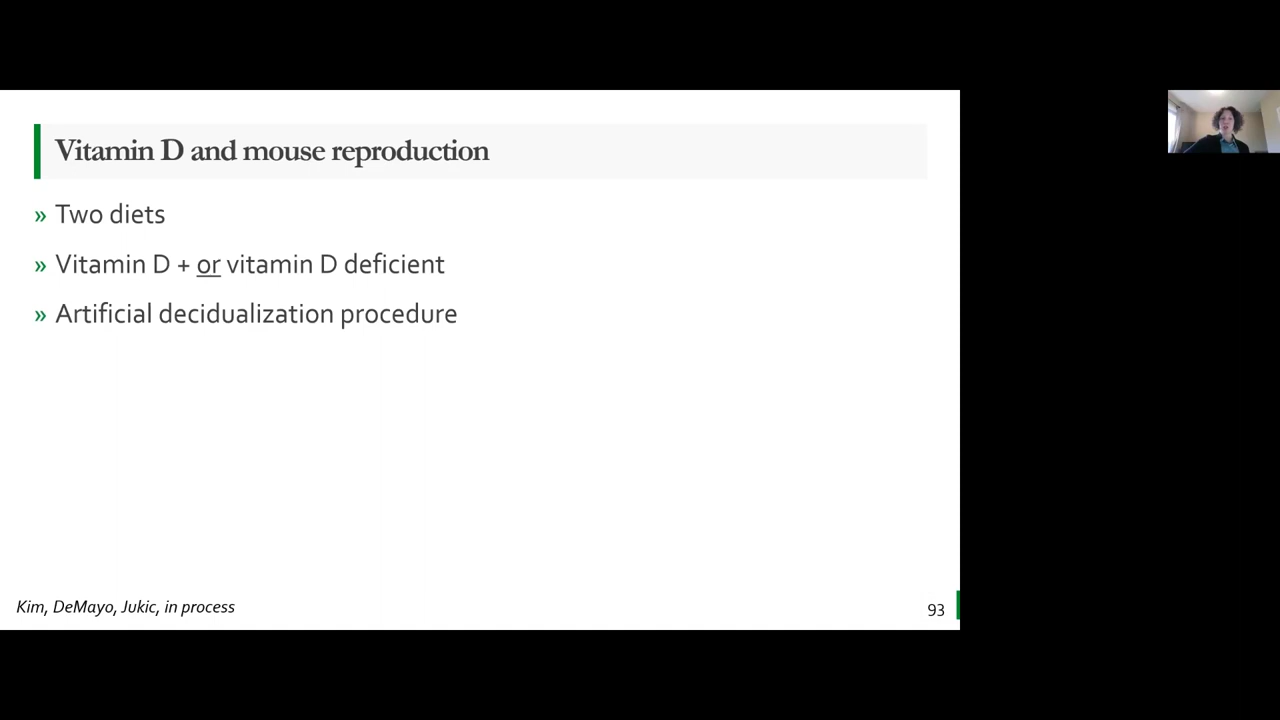 Vitamin D and mouse reproduction
» Two diets
» Vitamin D + or vitamin D deficient
» Artificial decidualization procedure
Kim, DeMayo, Jukic, in process
93